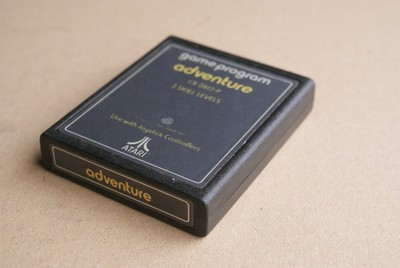 game program
adventure
CX-2613-P
3 SKILL LEVELS
Use with Joystick Controllers
ATARI
adventure